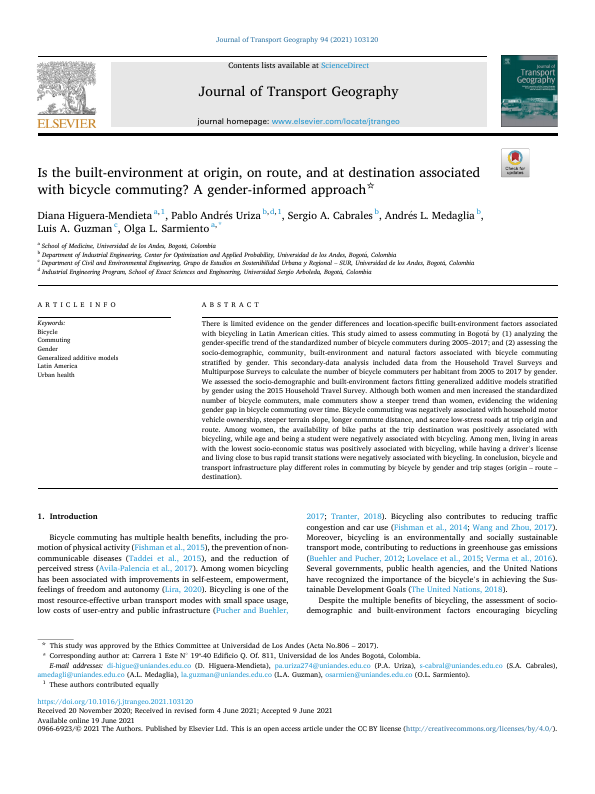 Journal of Transport Geography 94 (2021) 103120
Contents lists available at ScienceDirect
Journal of Transport Geography
journal homepage: www.elsevier.com/locate/jtrangeo
ELSEVIER
Journal of
Transport
Geography
Check for
updates
Is the built-environment at origin, on route, and at destination associated
with bicycle commuting? A gender-informed approach☆
Diana Higuera-Mendieta a,1, Pablo Andrés Uriza b,d,1, Sergio A. Cabrales b, Andrés L. Medaglia b,
Luis A. Guzman c, Olga L. Sarmiento a,*
a School of Medicine, Universidad de los Andes, Bogotá, Colombia
b Department of Industrial Engineering, Center for Optimization and Applied Probability, Universidad de los Andes, Bogotá, Colombia
c Department of Civil and Environmental Engineering, Grupo de Estudios en Sostenibilidad Urbana y Regional – SUR, Universidad de los Andes, Bogotá, Colombia
d Industrial Engineering Program, School of Exact Sciences and Engineering, Universidad Sergio Arboleda, Bogotá, Colombia
ARTICLE INFO
Keywords:
Bicycle
Commuting
Gender
Generalized additive models
Latin America
Urban health
ABSTRACT
There is limited evidence on the gender differences and location-specific built-environment factors associated
with bicycling in Latin American cities. This study aimed to assess commuting in Bogotá by (1) analyzing the
gender-specific trend of the standardized number of bicycle commuters during 2005–2017; and (2) assessing the
socio-demographic, community, built-environment and natural factors associated with bicycle commuting
stratified by gender. This secondary-data analysis included data from the Household Travel Surveys and
Multipurpose Surveys to calculate the number of bicycle commuters per habitant from 2005 to 2017 by gender.
We assessed the socio-demographic and built-environment factors fitting generalized additive models stratified
by gender using the 2015 Household Travel Survey. Although both women and men increased the standardized
number of bicycle commuters, male commuters show a steeper trend than women, evidencing the widening
gender gap in bicycle commuting over time. Bicycle commuting was negatively associated with household motor
vehicle ownership, steeper terrain slope, longer commute distance, and scarce low-stress roads at trip origin and
route. Among women, the availability of bike paths at the trip destination was positively associated with
bicycling, while age and being a student were negatively associated with bicycling. Among men, living in areas
with the lowest socio-economic status was positively associated with bicycling, while having a driver's license
and living close to bus rapid transit stations were negatively associated with bicycling. In conclusion, bicycle and
transport infrastructure play different roles in commuting by bicycle by gender and trip stages (origin – route –
destination).
1. Introduction
Bicycle commuting has multiple health benefits, including the pro-
motion of physical activity (Fishman et al., 2015), the prevention of non-
communicable diseases (Taddei et al., 2015), and the reduction of
perceived stress (Avila-Palencia et al., 2017). Among women bicycling
has been associated with improvements in self-esteem, empowerment,
feelings of freedom and autonomy (Lira, 2020). Bicycling is one of the
most resource-effective urban transport modes with small space usage,
low costs of user-entry and public infrastructure (Pucher and Buehler,
2017; Tranter, 2018). Bicycling also contributes to reducing traffic
congestion and car use (Fishman et al., 2014; Wang and Zhou, 2017).
Moreover, bicycling is an environmentally and socially sustainable
transport mode, contributing to reductions in greenhouse gas emissions
(Buehler and Pucher, 2012; Lovelace et al., 2015; Verma et al., 2016).
Several governments, public health agencies, and the United Nations
have recognized the importance of the bicycle's in achieving the Sus-
tainable Development Goals (The United Nations, 2018).
Despite the multiple benefits of bicycling, the assessment of socio-
demographic and built-environment factors encouraging bicycling
☆ This study was approved by the Ethics Committee at Universidad de Los Andes (Acta No.806 – 2017).
* Corresponding author at: Carrera 1 Este N° 19ª-40 Edificio Q. Of. 811, Universidad de los Andes Bogotá, Colombia.
E-mail addresses: di-higue@uniandes.edu.co (D. Higuera-Mendieta), pa.uriza274@uniandes.edu.co (P.A. Uriza), s-cabral@uniandes.edu.co (S.A. Cabrales),
amedagli@uniandes.edu.co (A.L. Medaglia), la.guzman@uniandes.edu.co (L.A. Guzman), osarmien@uniandes.edu.co (O.L. Sarmiento).
1 These authors contributed equally
https://doi.org/10.1016/j.jtrangeo.2021.103120
Received 20 November 2020; Received in revised form 4 June 2021; Accepted 9 June 2021
Available online 19 June 2021
0966-6923/© 2021 The Authors. Published by Elsevier Ltd. This is an open access article under the CC BY license (http://creativecommons.org/licenses/by/4.0/).